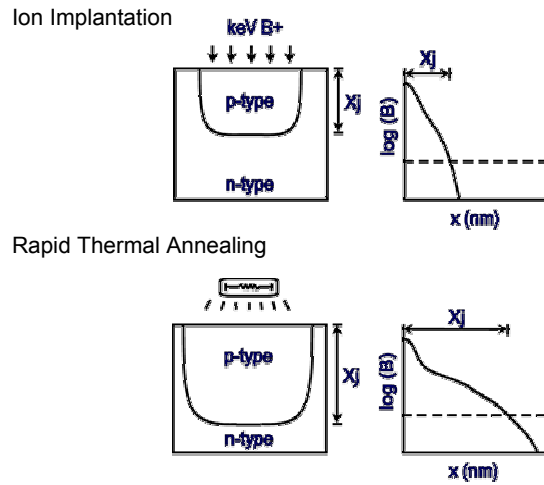 Ion Implantation
keV B+
p-type
Xj
n-type
Xj
log (B)
x (nm)
Rapid Thermal Annealing
p-type
Xj
n-type
Xj
log (B)
x (nm)